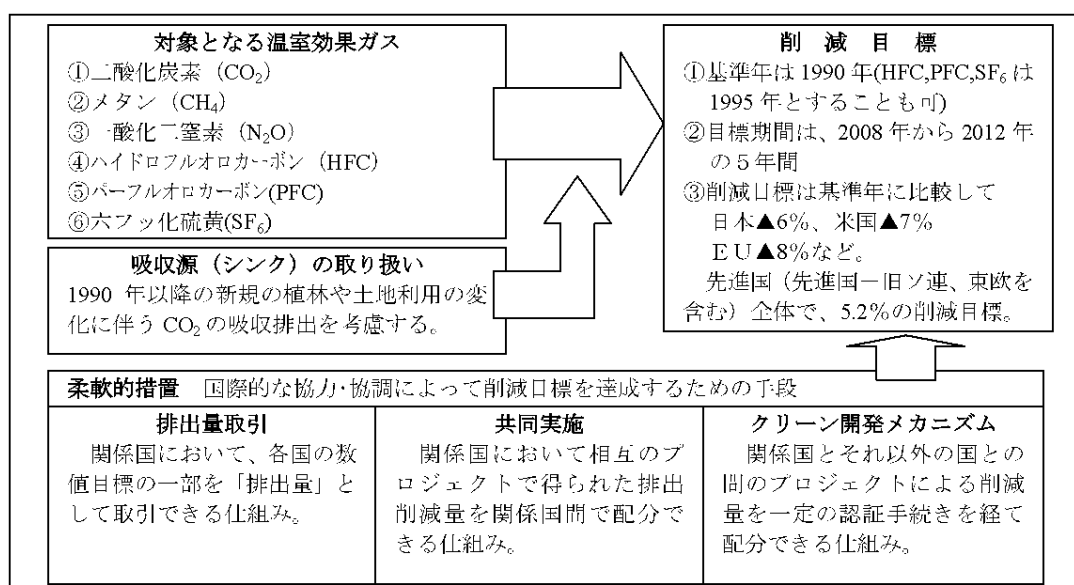 対象となる温室効果ガス
①二酸化炭素（CO₂）
②メタン（CH₄）
③一酸化二窒素（N₂O）
④ハイドロフルオロカーボン（HFC）
⑤パーフルオロカーボン(PFC)
⑥六フッ化硫黄(SF₆)
吸収源（シンク）の取り扱い
1990 年以降の新規の植林や土地利用の変
化に伴う CO₂ の吸収排出を考慮する。
削 減 目 標
①基準年は 1990 年(HFC,PFC,SF₆ は
1995 年とすることも可)
②目標期間は、2008 年から 2012 年
の５年間
③削減目標は基準年に比較して
日本▲6%、米国▲7%
ＥＵ▲8%など。
先進国（先進国－旧ソ連、東欧を
含む）全体で、5.2%の削減目標。
柔軟的措置 国際的な協力･協調によって削減目標を達成するための手段
排出量取引
関係国において、各国の数
値目標の一部を「排出量」と
して取引できる仕組み。
共同実施
関係国において相互のプ
ロジェクトで得られた排出
削減量を関係国間で配分で
きる仕組み。
クリーン開発メカニズム
関係国とそれ以外の国との
間のプロジェクトによる削減
量を一定の認証手続きを経て
配分できる仕組み。